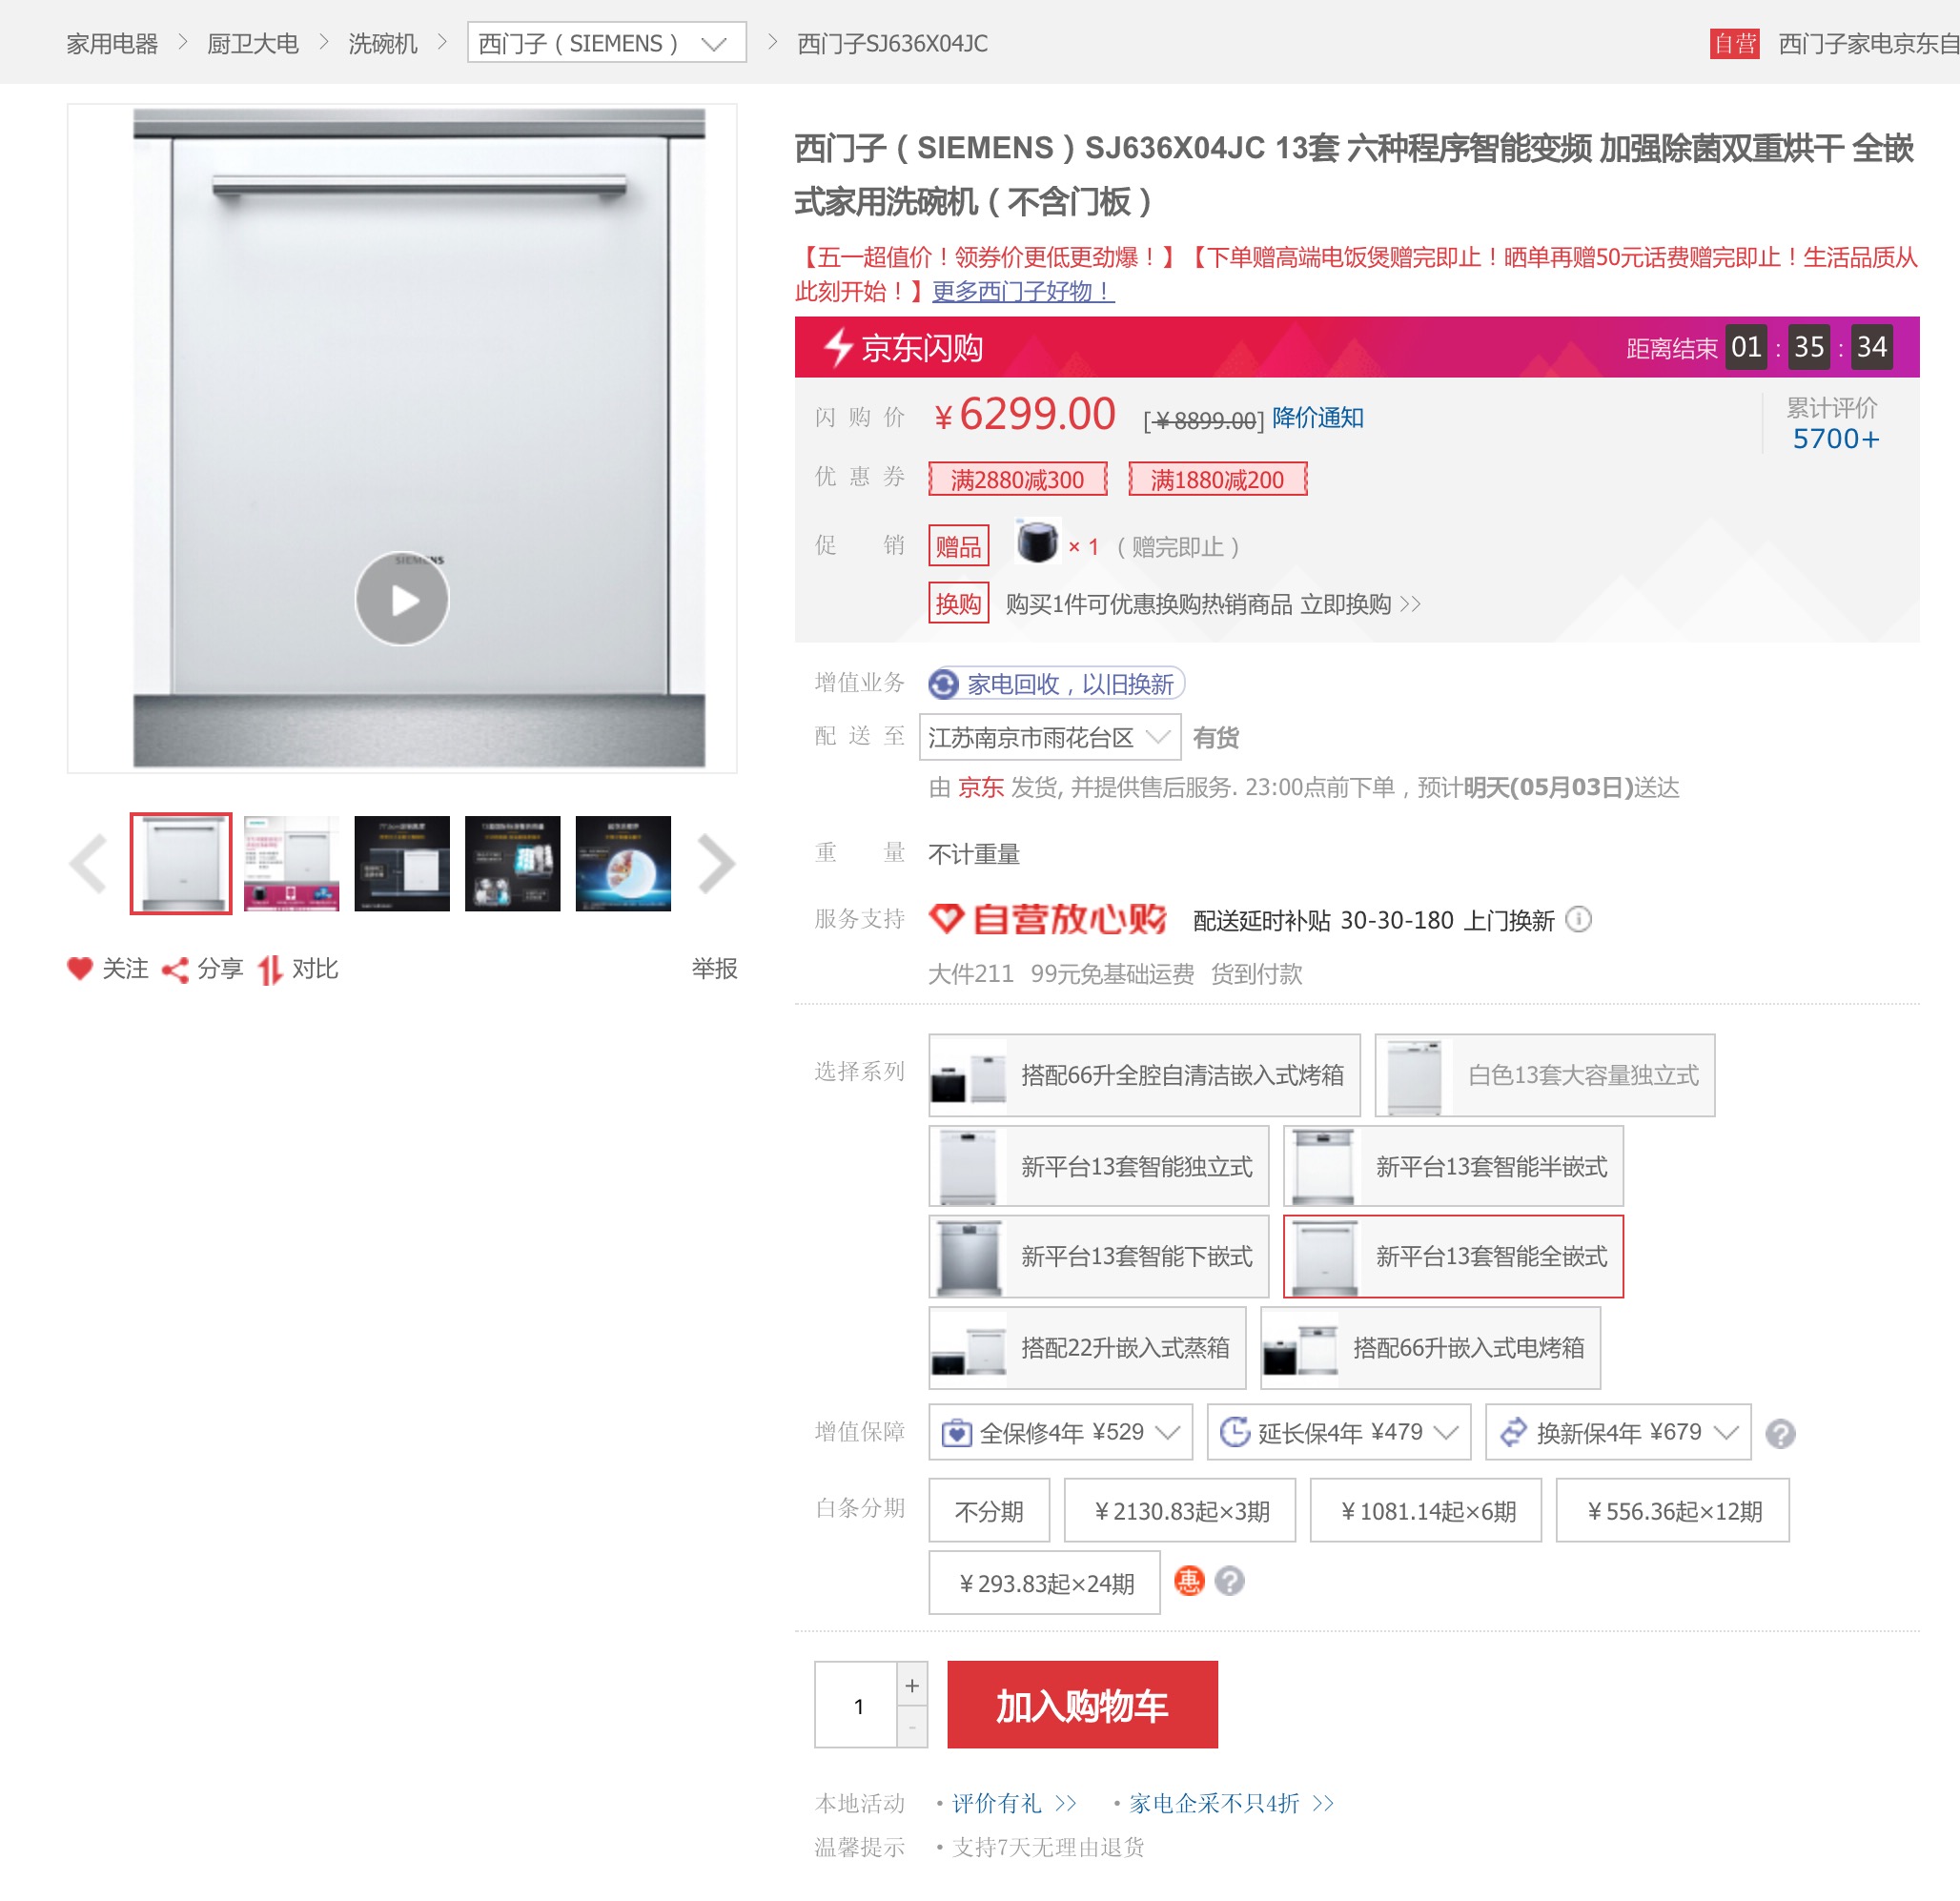 家用电器 > 厨卫大电 > 洗碗机 > 西门子（SIEMENS） > 西门子SJ636X04JC
自营 西门子家电京东自
西门子（SIEMENS）SJ636X04JC 13套 六种程序智能变频 加强除菌双重烘干 全嵌
式家用洗碗机（不含门板）
【五一超值价！领券价更低更劲爆！】【下单赠高端电饭煲赠完即止！晒单再赠50元话费赠完即止！生活品质从
此刻开始！】更多西门子好物！
京东闪购 距离结束 01 : 35 : 34
闪购价 ￥6299.00 [￥8899.00] 降价通知
累计评价
5700+
优惠券 满2880减300 满1880减200
促销 赠品 × 1 （赠完即止）
换购 购买1件可优惠换购热销商品 立即换购 >>
增值业务 家电回收，以旧换新
配送至 江苏南京市雨花台区 有货
由 京东 发货, 并提供售后服务. 23:00点前下单，预计明天(05月03日)送达
重量 不计重量
服务支持 自营放心购 配送延时补贴 30-30-180 上门换新
大件211 99元免基础运费 货到付款
关注 分享 对比 举报
选择系列 搭配66升全腔自清洁嵌入式烤箱 白色13套大容量独立式
新平台13套智能独立式 新平台13套智能半嵌式
新平台13套智能下嵌式 新平台13套智能全嵌式
搭配22升嵌入式蒸箱 搭配66升嵌入式电烤箱
增值保障 全保修4年 ¥529 延长保4年 ¥479 换新保4年 ¥679 ?
白条分期 不分期 ￥2130.83起×3期 ￥1081.14起×6期 ￥556.36起×12期
￥293.83起×24期 惠 ?
1 + - 加入购物车
本地活动 • 评价有礼 >> • 家电企采不只4折 >>
温馨提示 • 支持7天无理由退货